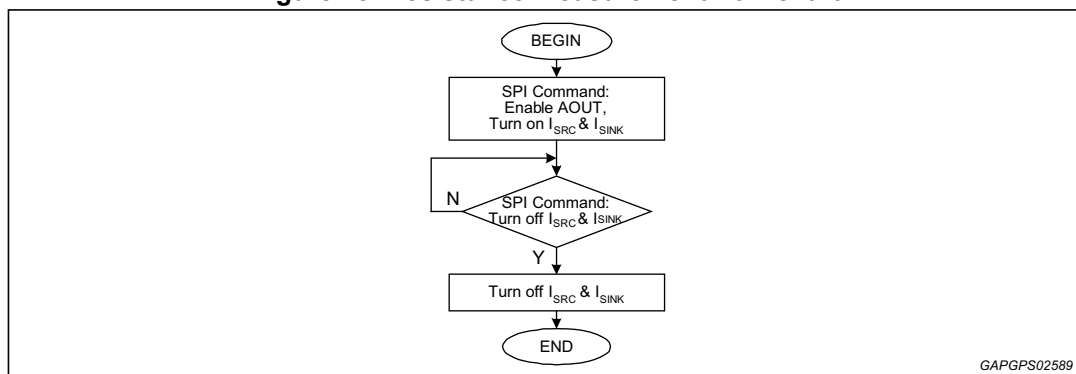 BEGIN
SPI Command:
Enable AOUT,
Turn on ISRC & ISINK
N
SPI Command:
Turn off ISRC & ISINK
Y
Turn off ISRC & ISINK
END
GAPGPS02589